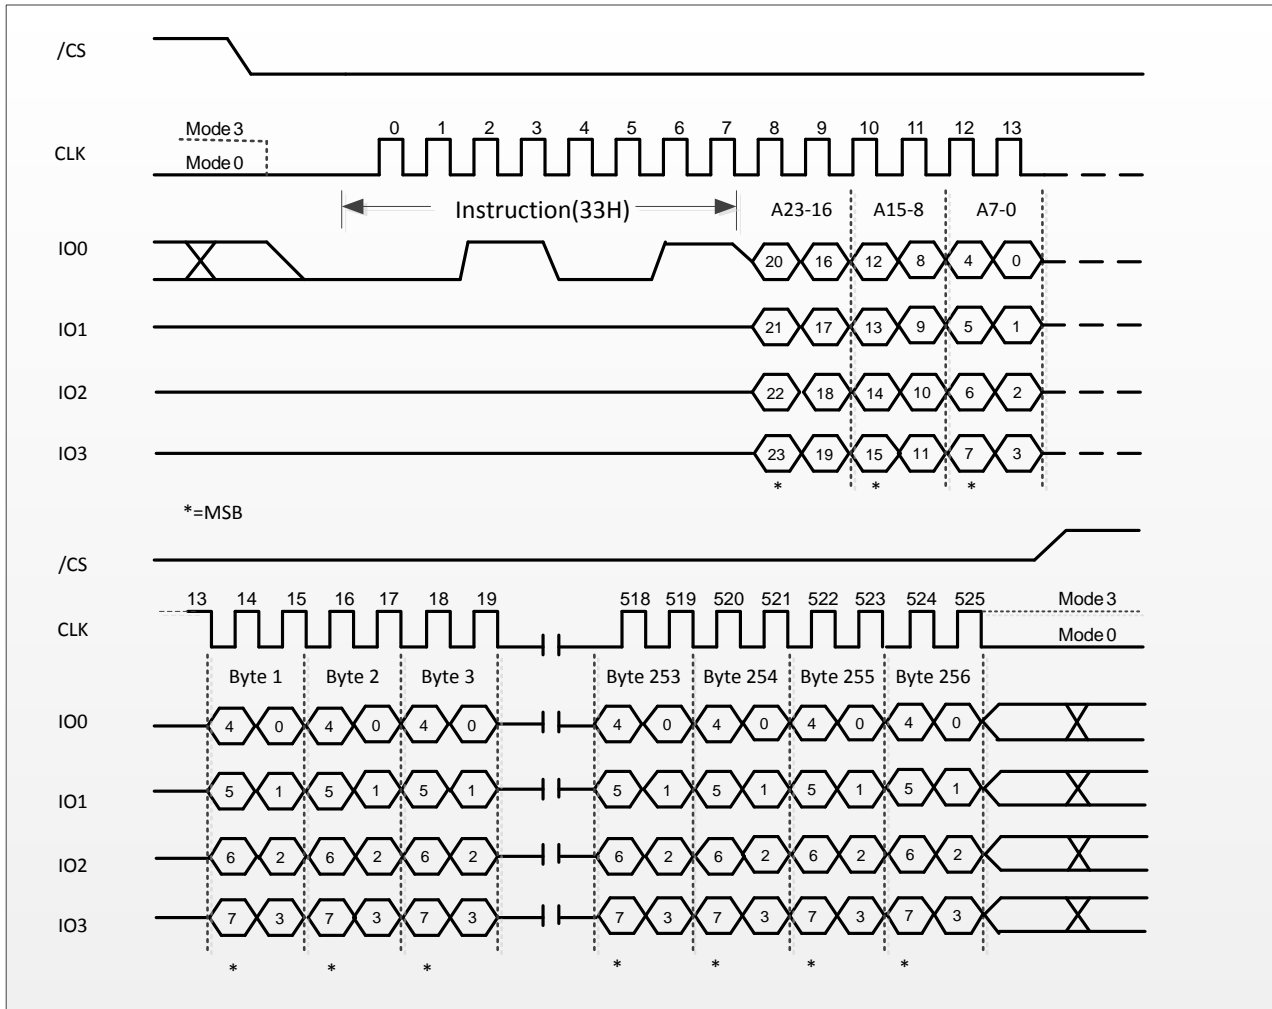 /CS
Mode 3 0 1 2 3 4 5 6 7 8 9 10 11 12 13
CLK
Mode 0
Instruction(33H) A23-16 A15-8 A7-0
IO0 20 16 12 8 4 0
IO1 21 17 13 9 5 1
IO2 22 18 14 10 6 2
IO3 23 19 15 11 7 3
* * *
*=MSB
/CS
13 14 15 16 17 18 19 518 519 520 521 522 523 524 525 Mode 3
CLK Mode 0
Byte 1 Byte 2 Byte 3 Byte 253 Byte 254 Byte 255 Byte 256
IO0 4 0 4 0 4 0 4 0 4 0 4 0 4 0
IO1 5 1 5 1 5 1 5 1 5 1 5 1 5 1
IO2 6 2 6 2 6 2 6 2 6 2 6 2 6 2
IO3 7 3 7 3 7 3 7 3 7 3 7 3 7 3
* * * * * * *